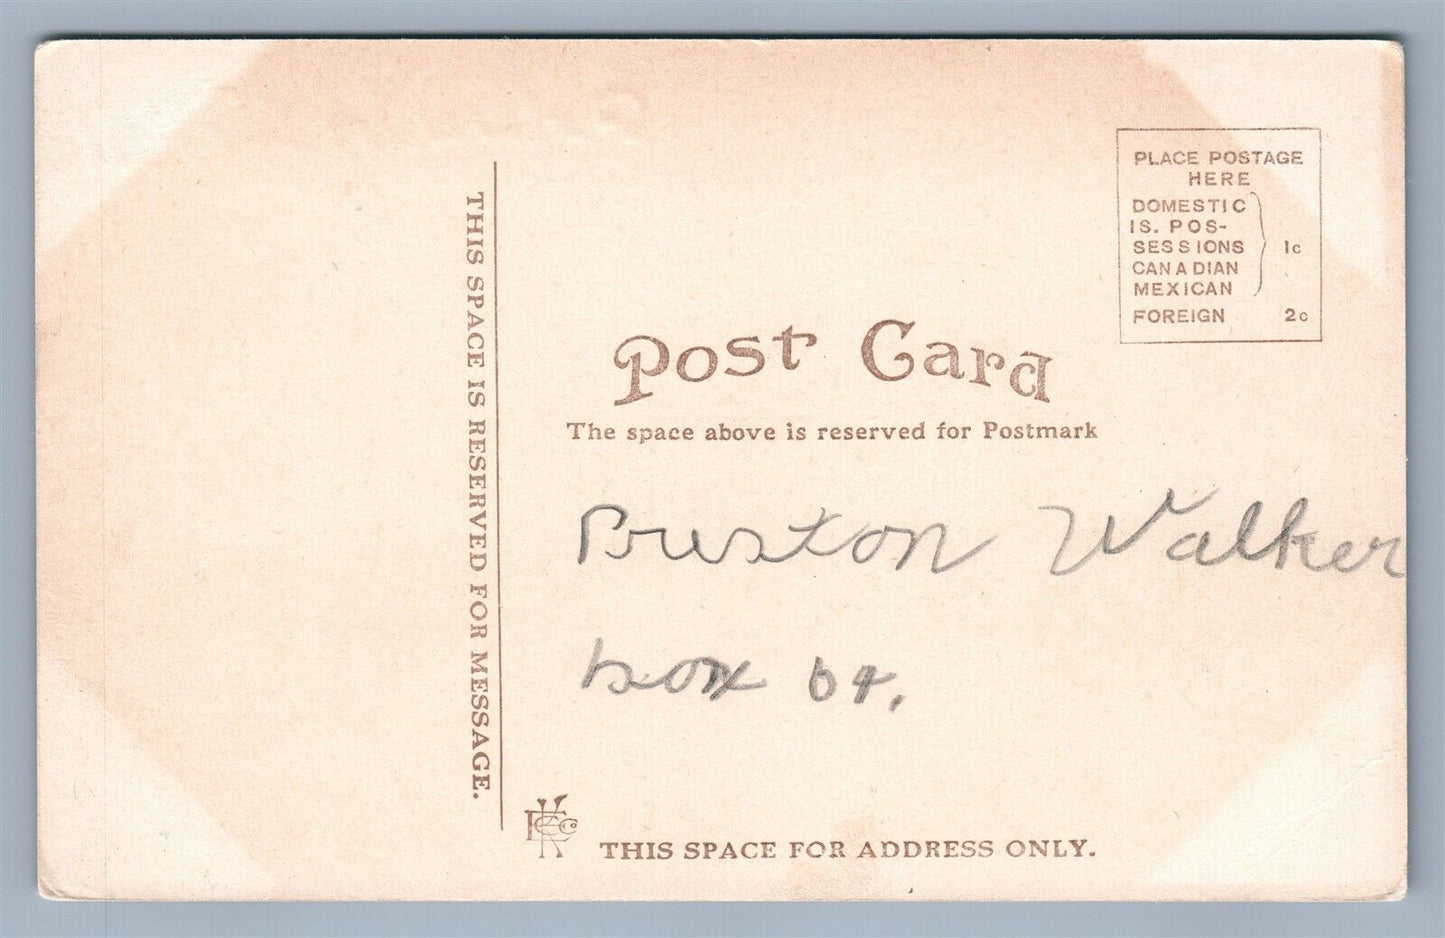 THIS SPACE IS RESERVED FOR MESSAGE.
PLACE POSTAGE
HERE
DOMESTIC
IS. POS-
SESSIONS 1c
CANADIAN
MEXICAN
FOREIGN 2c
Post Card
The space above is reserved for Postmark
Preston Walker
box 64.
THIS SPACE FOR ADDRESS ONLY.